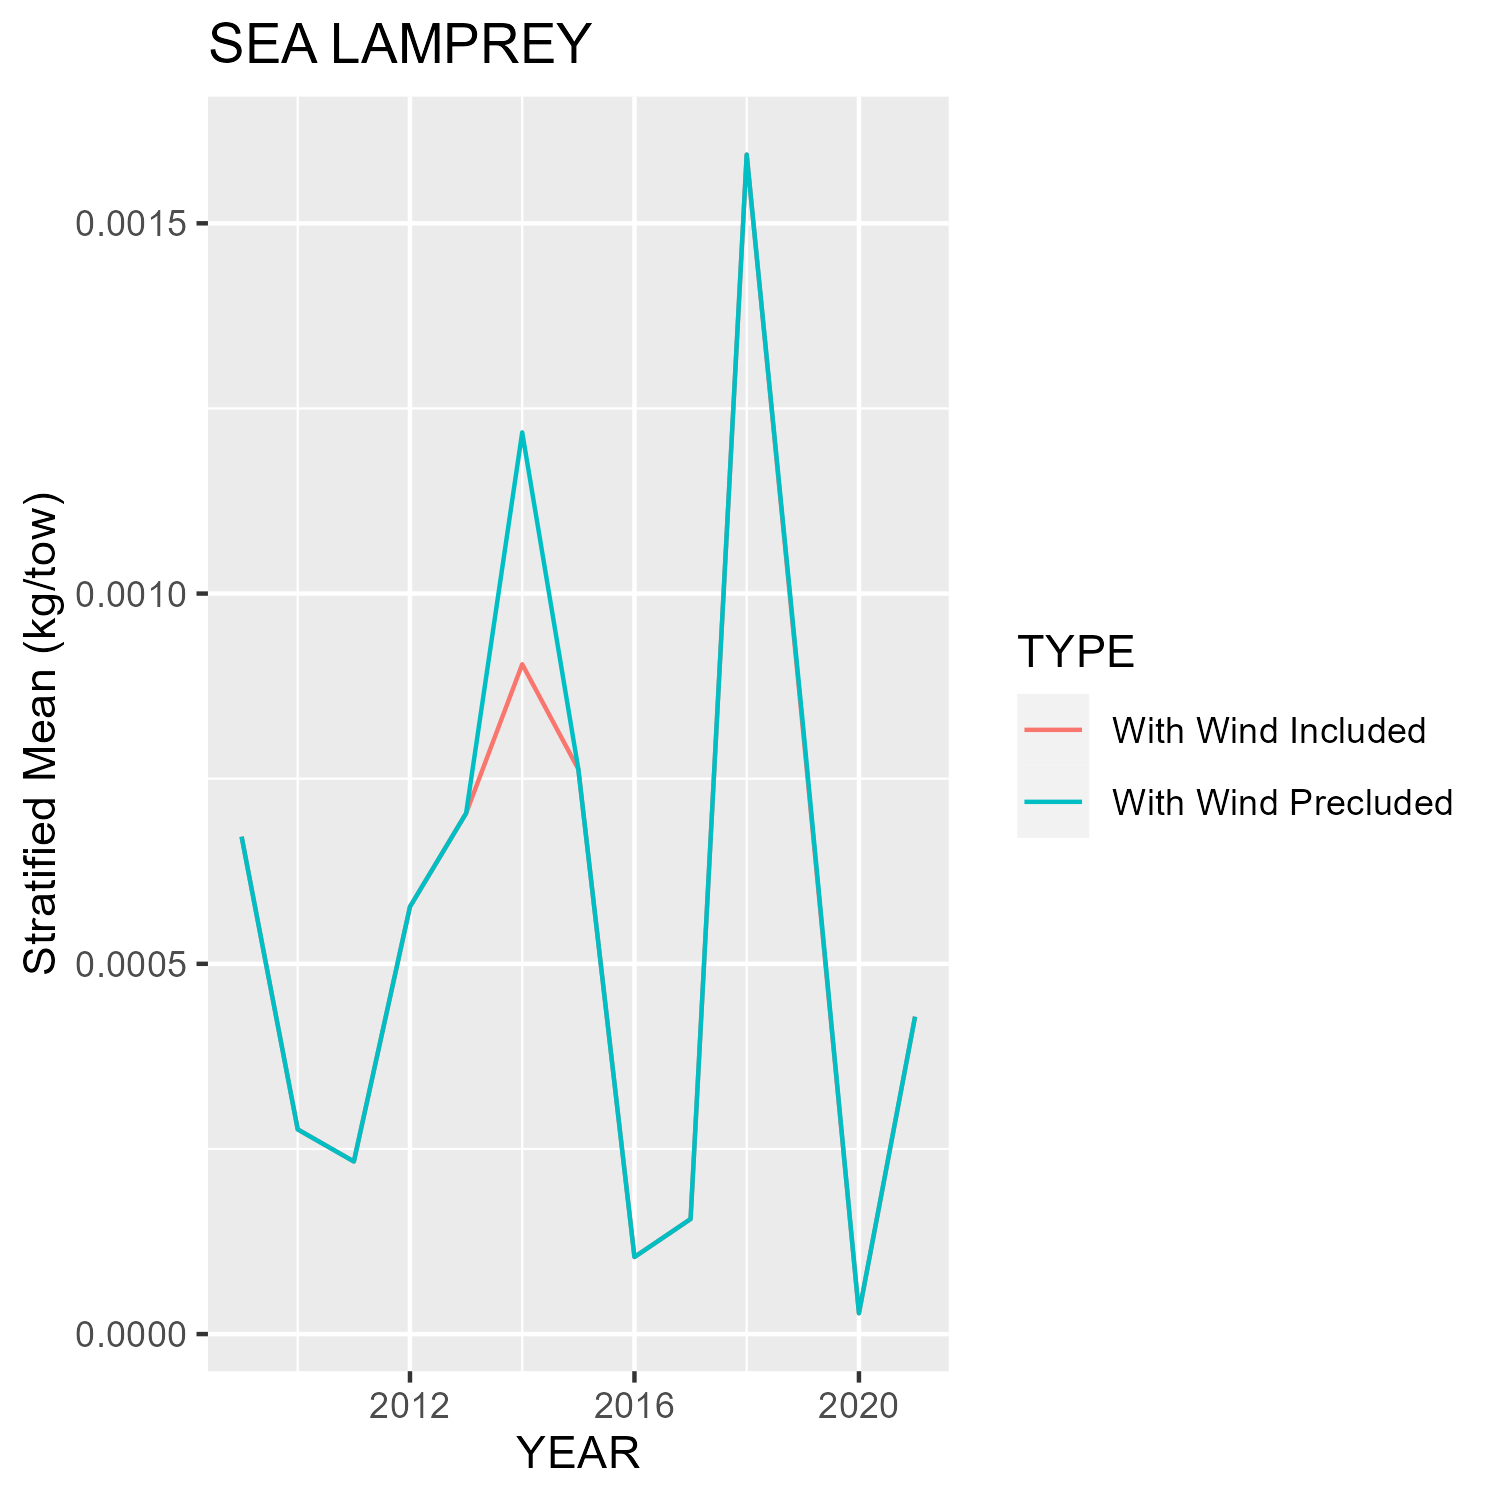 SEA LAMPREY
Stratified Mean (kg/tow)
0.0015
0.0010
0.0005
0.0000
2012 2016 2020
YEAR
TYPE
With Wind Included
With Wind Precluded